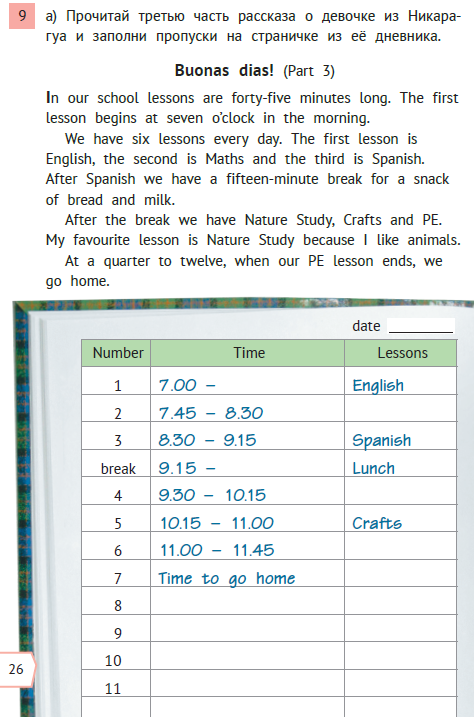 9 а) Прочитай третью часть рассказа о девочке из Никара-
гуа и заполни пропуски на страничке из её дневника.
Buonas dias! (Part 3)
In our school lessons are forty-five minutes long. The first
lesson begins at seven o'clock in the morning.
We have six lessons every day. The first lesson is
English, the second is Maths and the third is Spanish.
After Spanish we have a fifteen-minute break for a snack
of bread and milk.
After the break we have Nature Study, Crafts and PE.
My favourite lesson is Nature Study because I like animals.
At a quarter to twelve, when our PE lesson ends, we
go home.
date ________
Number Time Lessons
1 7.00 – English
2 7.45 – 8.30
3 8.30 – 9.15 Spanish
break 9.15 – Lunch
4 9.30 – 10.15
5 10.15 – 11.00 Crafts
6 11.00 – 11.45
7 Time to go home
8
9
10
11
26